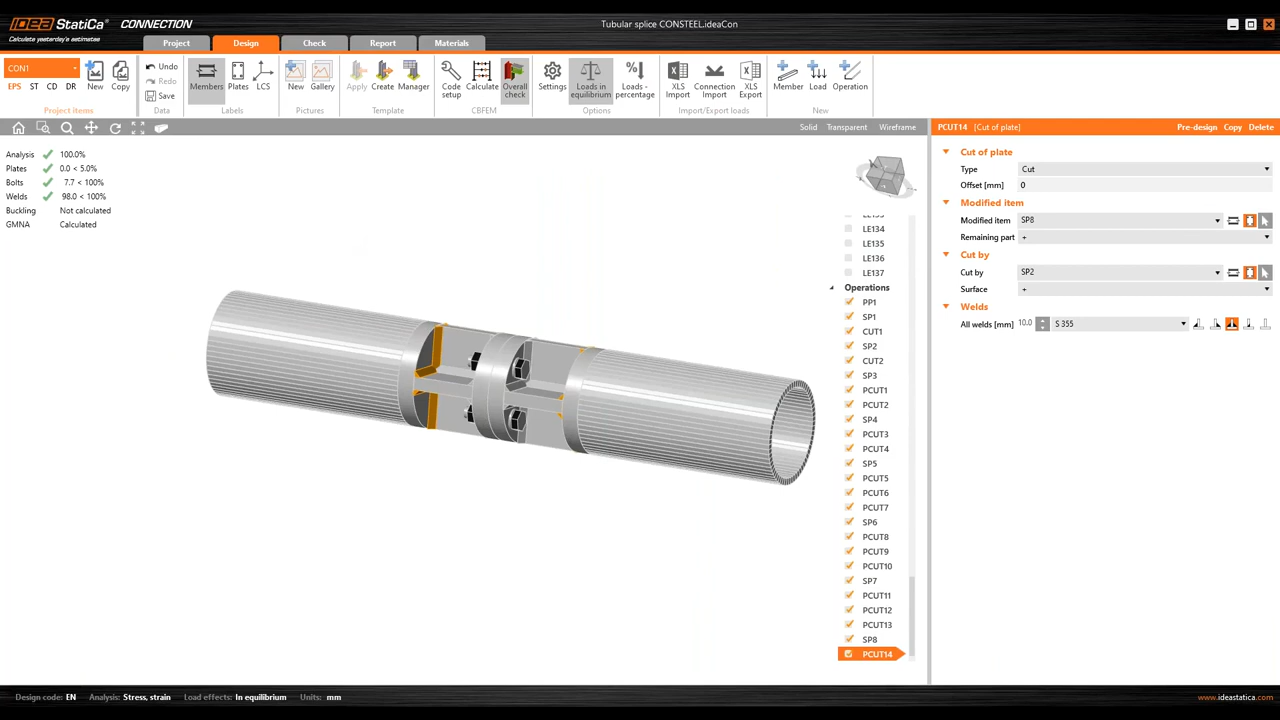 IDEA StatiCa® CONNECTION
Calculate yesterday's estimates
Tubular splice CONSTEEL.ideaCon
Project Design Check Report Materials
CON1
EPS ST CD DR
New Copy
Project items
Undo
Redo
Save
Data
Members Plates LCS
Labels
New Gallery
Pictures
Apply Create Manager
Template
Code setup Calculate Overall check
CBFEM
Settings Loads in equilibrium Loads - percentage
Options
XLS Import Connection Import XLS Export
Import/Export loads
Member Load Operation
New
Solid Transparent Wireframe
Analysis 100.0%
Plates 0.0 < 5.0%
Bolts 7.7 < 100%
Welds 98.0 < 100%
Buckling Not calculated
GMNA Calculated
LE134
LE135
LE136
LE137
Operations
PP1
SP1
CUT1
SP2
CUT2
SP3
PCUT1
PCUT2
SP4
PCUT3
PCUT4
SP5
PCUT5
PCUT6
PCUT7
SP6
PCUT8
PCUT9
PCUT10
SP7
PCUT11
PCUT12
PCUT13
SP8
PCUT14
PCUT14 [Cut of plate] Pre-design Copy Delete
Cut of plate
Type Cut
Offset [mm] 0
Modified item
Modified item SP8
Remaining part +
Cut by
Cut by SP2
Surface +
Welds
All welds [mm] 10.0 S 355
Design code: EN Analysis: Stress, strain Load effects: In equilibrium Units: mm
www.ideastatica.com